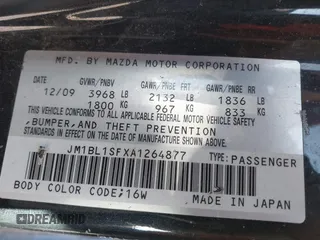 MFD. BY MAZDA MOTOR CORPORATION
GVWR/PNBV GAWR/PNBE FRT GAWR/PNBE RR
12/09 3968 LB 2132 LB 1836 LB
1800 KG 967 KG 833 KG
THIS VEHICLE CONFORMS TO ALL APPLICABLE FEDERAL MOTOR VEHICLE SAFETY,
BUMPER, AND THEFT PREVENTION
STANDARDS IN EFFECT ON THE DATE OF MANUFACTURE SHOWN ABOVE.
JM1BL1SFXA1264877 TYPE: PASSENGER
BODY COLOR CODE; 16W MADE IN JAPAN
DREAMBID